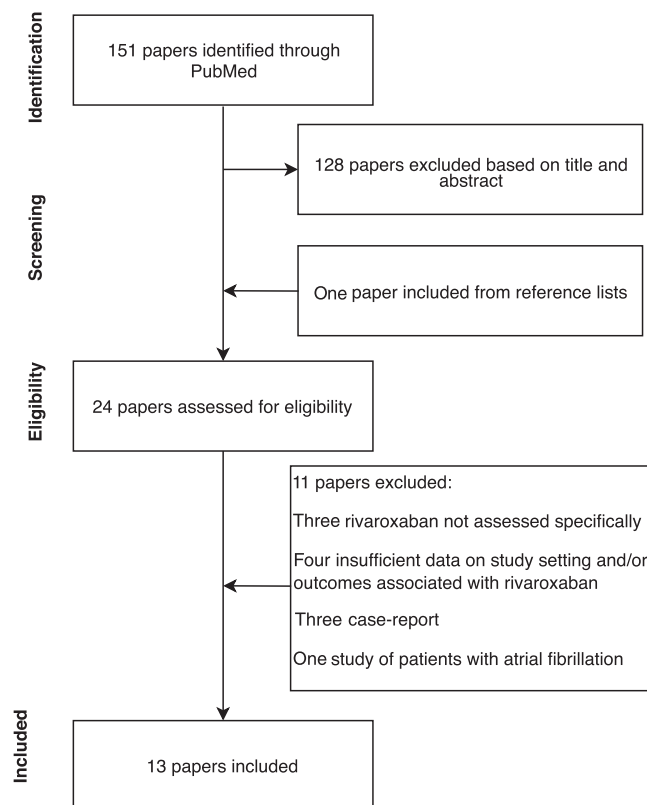 Identification
151 papers identified through
PubMed
128 papers excluded based on title and
abstract
Screening
One paper included from reference lists
Eligibility
24 papers assessed for eligibility
11 papers excluded:
Three rivaroxaban not assessed specifically
Four insufficient data on study setting and/or
outcomes associated with rivaroxaban
Three case-report
One study of patients with atrial fibrillation
Included
13 papers included